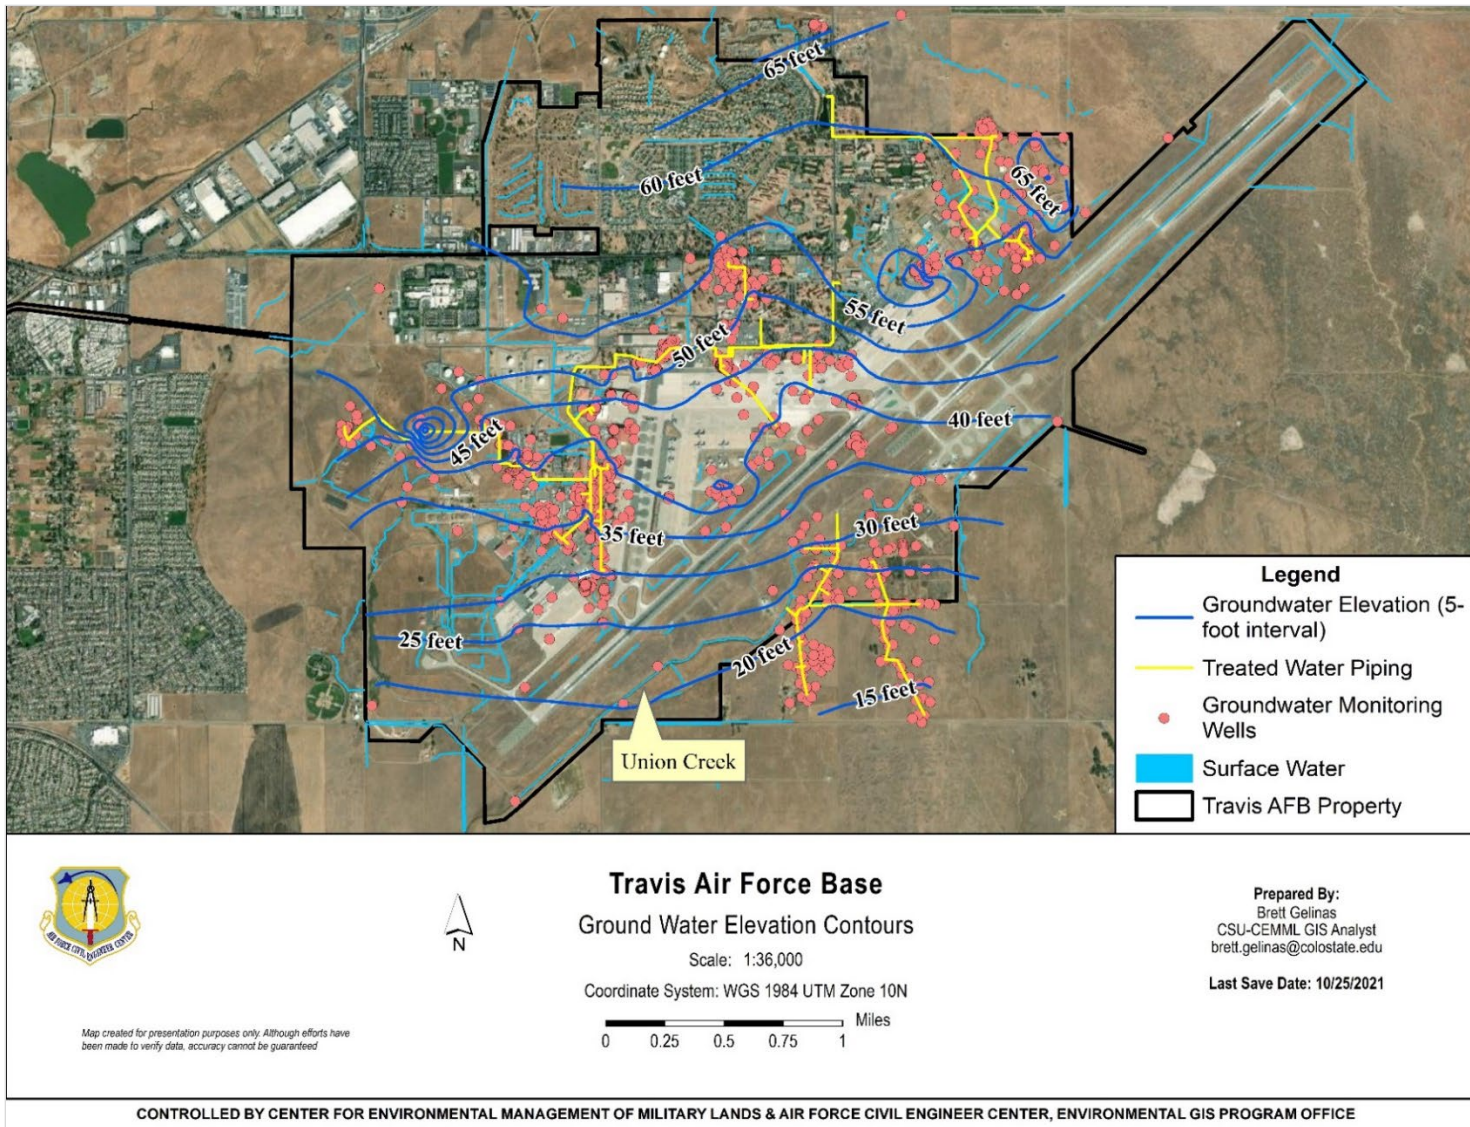 65 feet
60 feet
65 feet
55 feet
50 feet
40 feet
45 feet
35 feet
30 feet
25 feet
20 feet
15 feet
Union Creek
Legend
Groundwater Elevation (5-
foot interval)
Treated Water Piping
Groundwater Monitoring
Wells
Surface Water
Travis AFB Property
AIR FORCE CIVIL ENGINEER CENTER
N
Travis Air Force Base
Ground Water Elevation Contours
Scale: 1:36,000
Coordinate System: WGS 1984 UTM Zone 10N
Miles
0 0.25 0.5 0.75 1
Prepared By:
Brett Gelinas
CSU-CEMML GIS Analyst
brett.gelinas@colostate.edu
Last Save Date: 10/25/2021
Map created for presentation purposes only. Although efforts have
been made to verify data, accuracy cannot be guaranteed
CONTROLLED BY CENTER FOR ENVIRONMENTAL MANAGEMENT OF MILITARY LANDS & AIR FORCE CIVIL ENGINEER CENTER, ENVIRONMENTAL GIS PROGRAM OFFICE